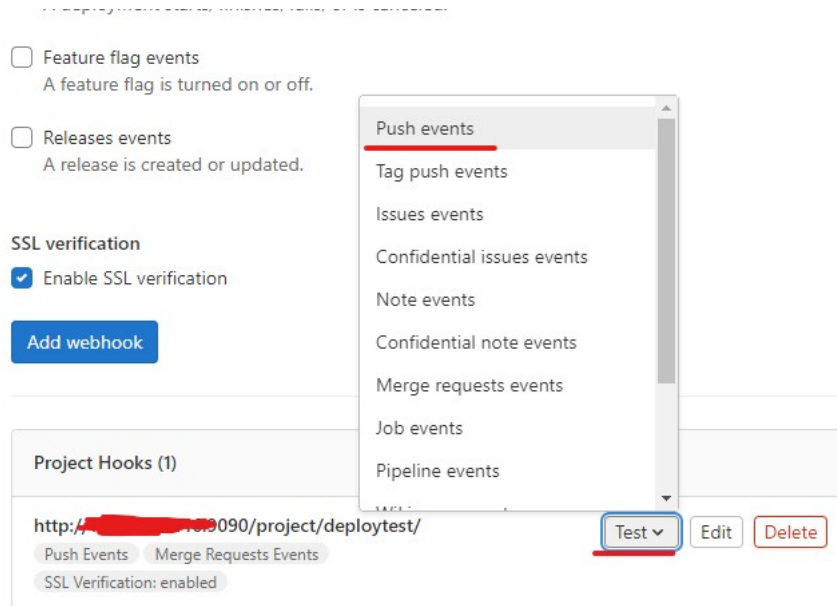 Feature flag events
A feature flag is turned on or off.
Releases events
A release is created or updated.
SSL verification
Enable SSL verification
Add webhook
Push events
Tag push events
Issues events
Confidential issues events
Note events
Confidential note events
Merge requests events
Job events
Pipeline events
Project Hooks (1)
http:/ :9090/project/deploytest/
Test
Edit
Delete
Push Events
Merge Requests Events
SSL Verification: enabled